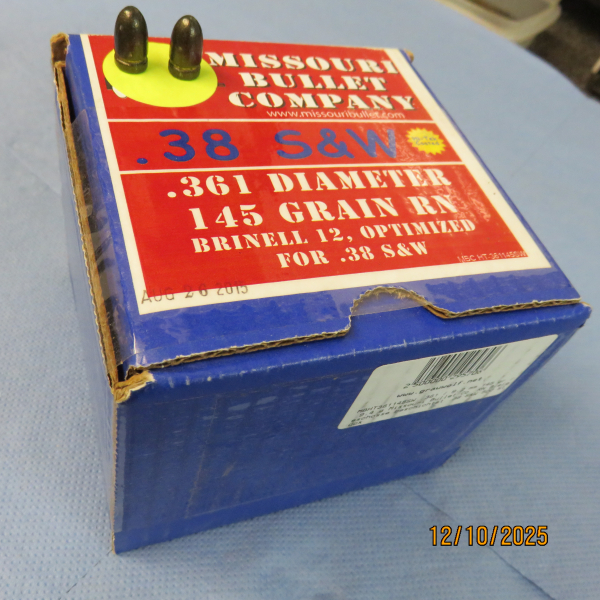 MISSOURI
BULLET
COMPANY
www.missouribullet.com
.38 S&W
.361 DIAMETER
145 GRAIN RN
BRINELL 12, OPTIMIZED
FOR .38 S&W
AUG 26 2015
12/10/2025